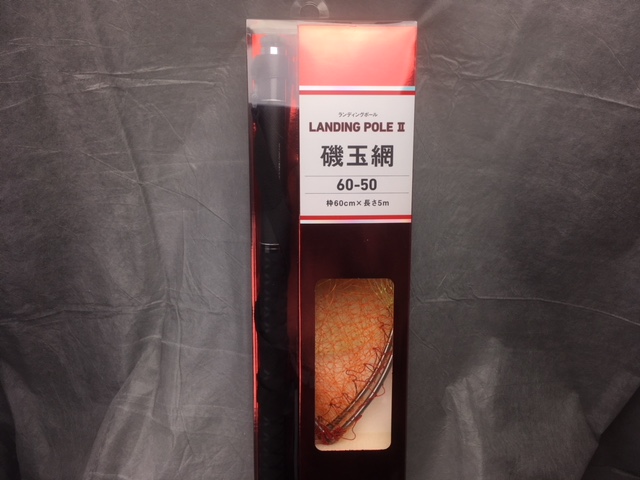 ランディングポール
LANDING POLE Ⅱ
磯玉網
60-50
枠60cm×長さ5m